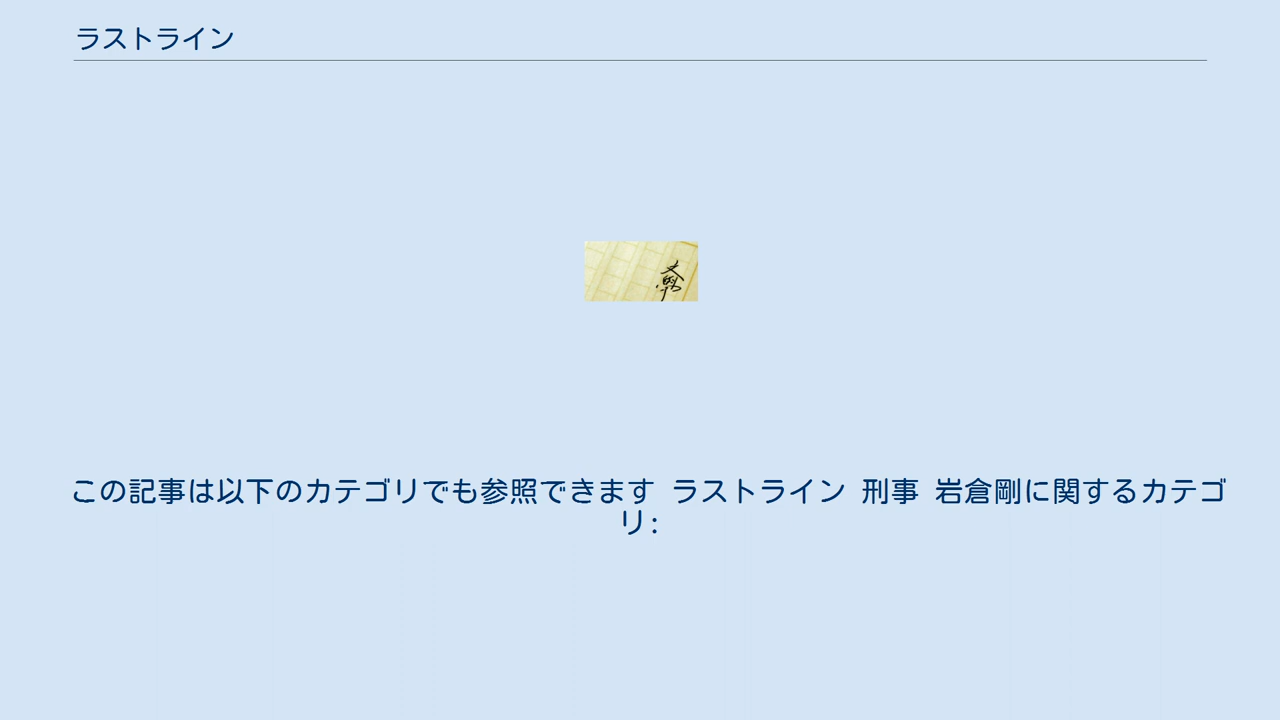 ラストライン
この記事は以下のカテゴリでも参照できます ラストライン 刑事 岩倉剛に関するカテゴ
リ: